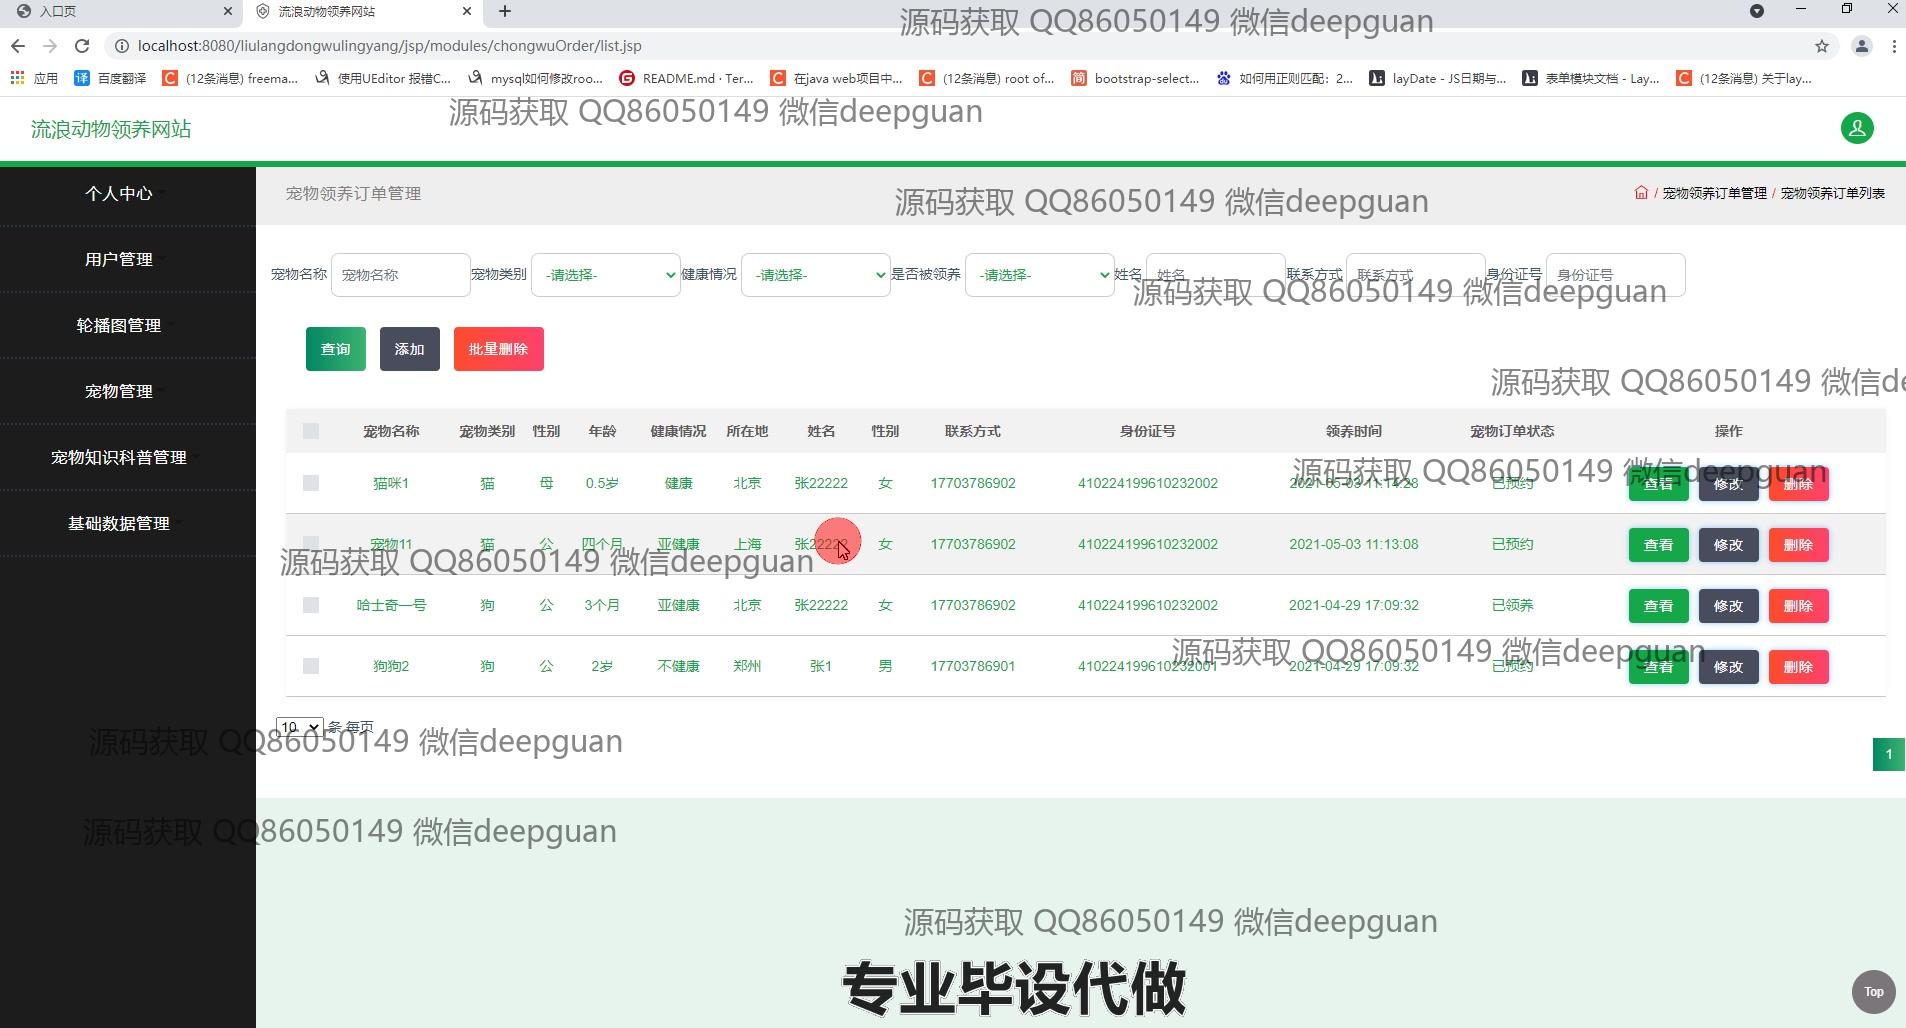 入口页
流浪动物领养网站
源码获取 QQ86050149 微信deepguan
localhost:8080/liulangdongwulingyang/jsp/modules/chongwuOrder/list.jsp
应用 百度翻译 (12条消息) freema... 使用UEditor 报错C... mysql如何修改roo... README.md · Ter... 在java web项目中... (12条消息) root of... bootstrap-select... 如何用正则匹配：2... layDate - JS日期与... 表单模块文档 - Lay... (12条消息) 关于lay...
源码获取 QQ86050149 微信deepguan
流浪动物领养网站
个人中心
用户管理
轮播图管理
宠物管理
宠物知识科普管理
基础数据管理
宠物领养订单管理
源码获取 QQ86050149 微信deepguan
/ 宠物领养订单管理 / 宠物领养订单列表
宠物名称 宠物名称 宠物类别 -请选择- 健康情况 -请选择- 是否被领养 -请选择- 姓名 姓名 联系方式 联系方式 身份证号 身份证号
源码获取 QQ86050149 微信deepguan
查询 添加 批量删除
源码获取 QQ86050149 微信de
宠物名称 宠物类别 性别 年龄 健康情况 所在地 姓名 性别 联系方式 身份证号 领养时间 宠物订单状态 操作
源码获取 QQ86050149 微信deepguan
猫咪1 猫 母 0.5岁 健康 北京 张22222 女 17703786902 410224199610232002 2021-05-03 11:14:28 已预约 查看 修改 删除
宠物11 猫 公 四个月 亚健康 上海 张22222 女 17703786902 410224199610232002 2021-05-03 11:13:08 已预约 查看 修改 删除
源码获取 QQ86050149 微信deepguan
哈士奇一号 狗 公 3个月 亚健康 北京 张22222 女 17703786902 410224199610232002 2021-04-29 17:09:32 已领养 查看 修改 删除
源码获取 QQ86050149 微信deepguan
狗狗2 狗 公 2岁 不健康 郑州 张1 男 17703786901 410224199610232001 2021-04-29 17:09:32 已预约 查看 修改 删除
10 条 每页
源码获取 QQ86050149 微信deepguan
1
源码获取 QQ86050149 微信deepguan
源码获取 QQ86050149 微信deepguan
专业毕设代做
Top